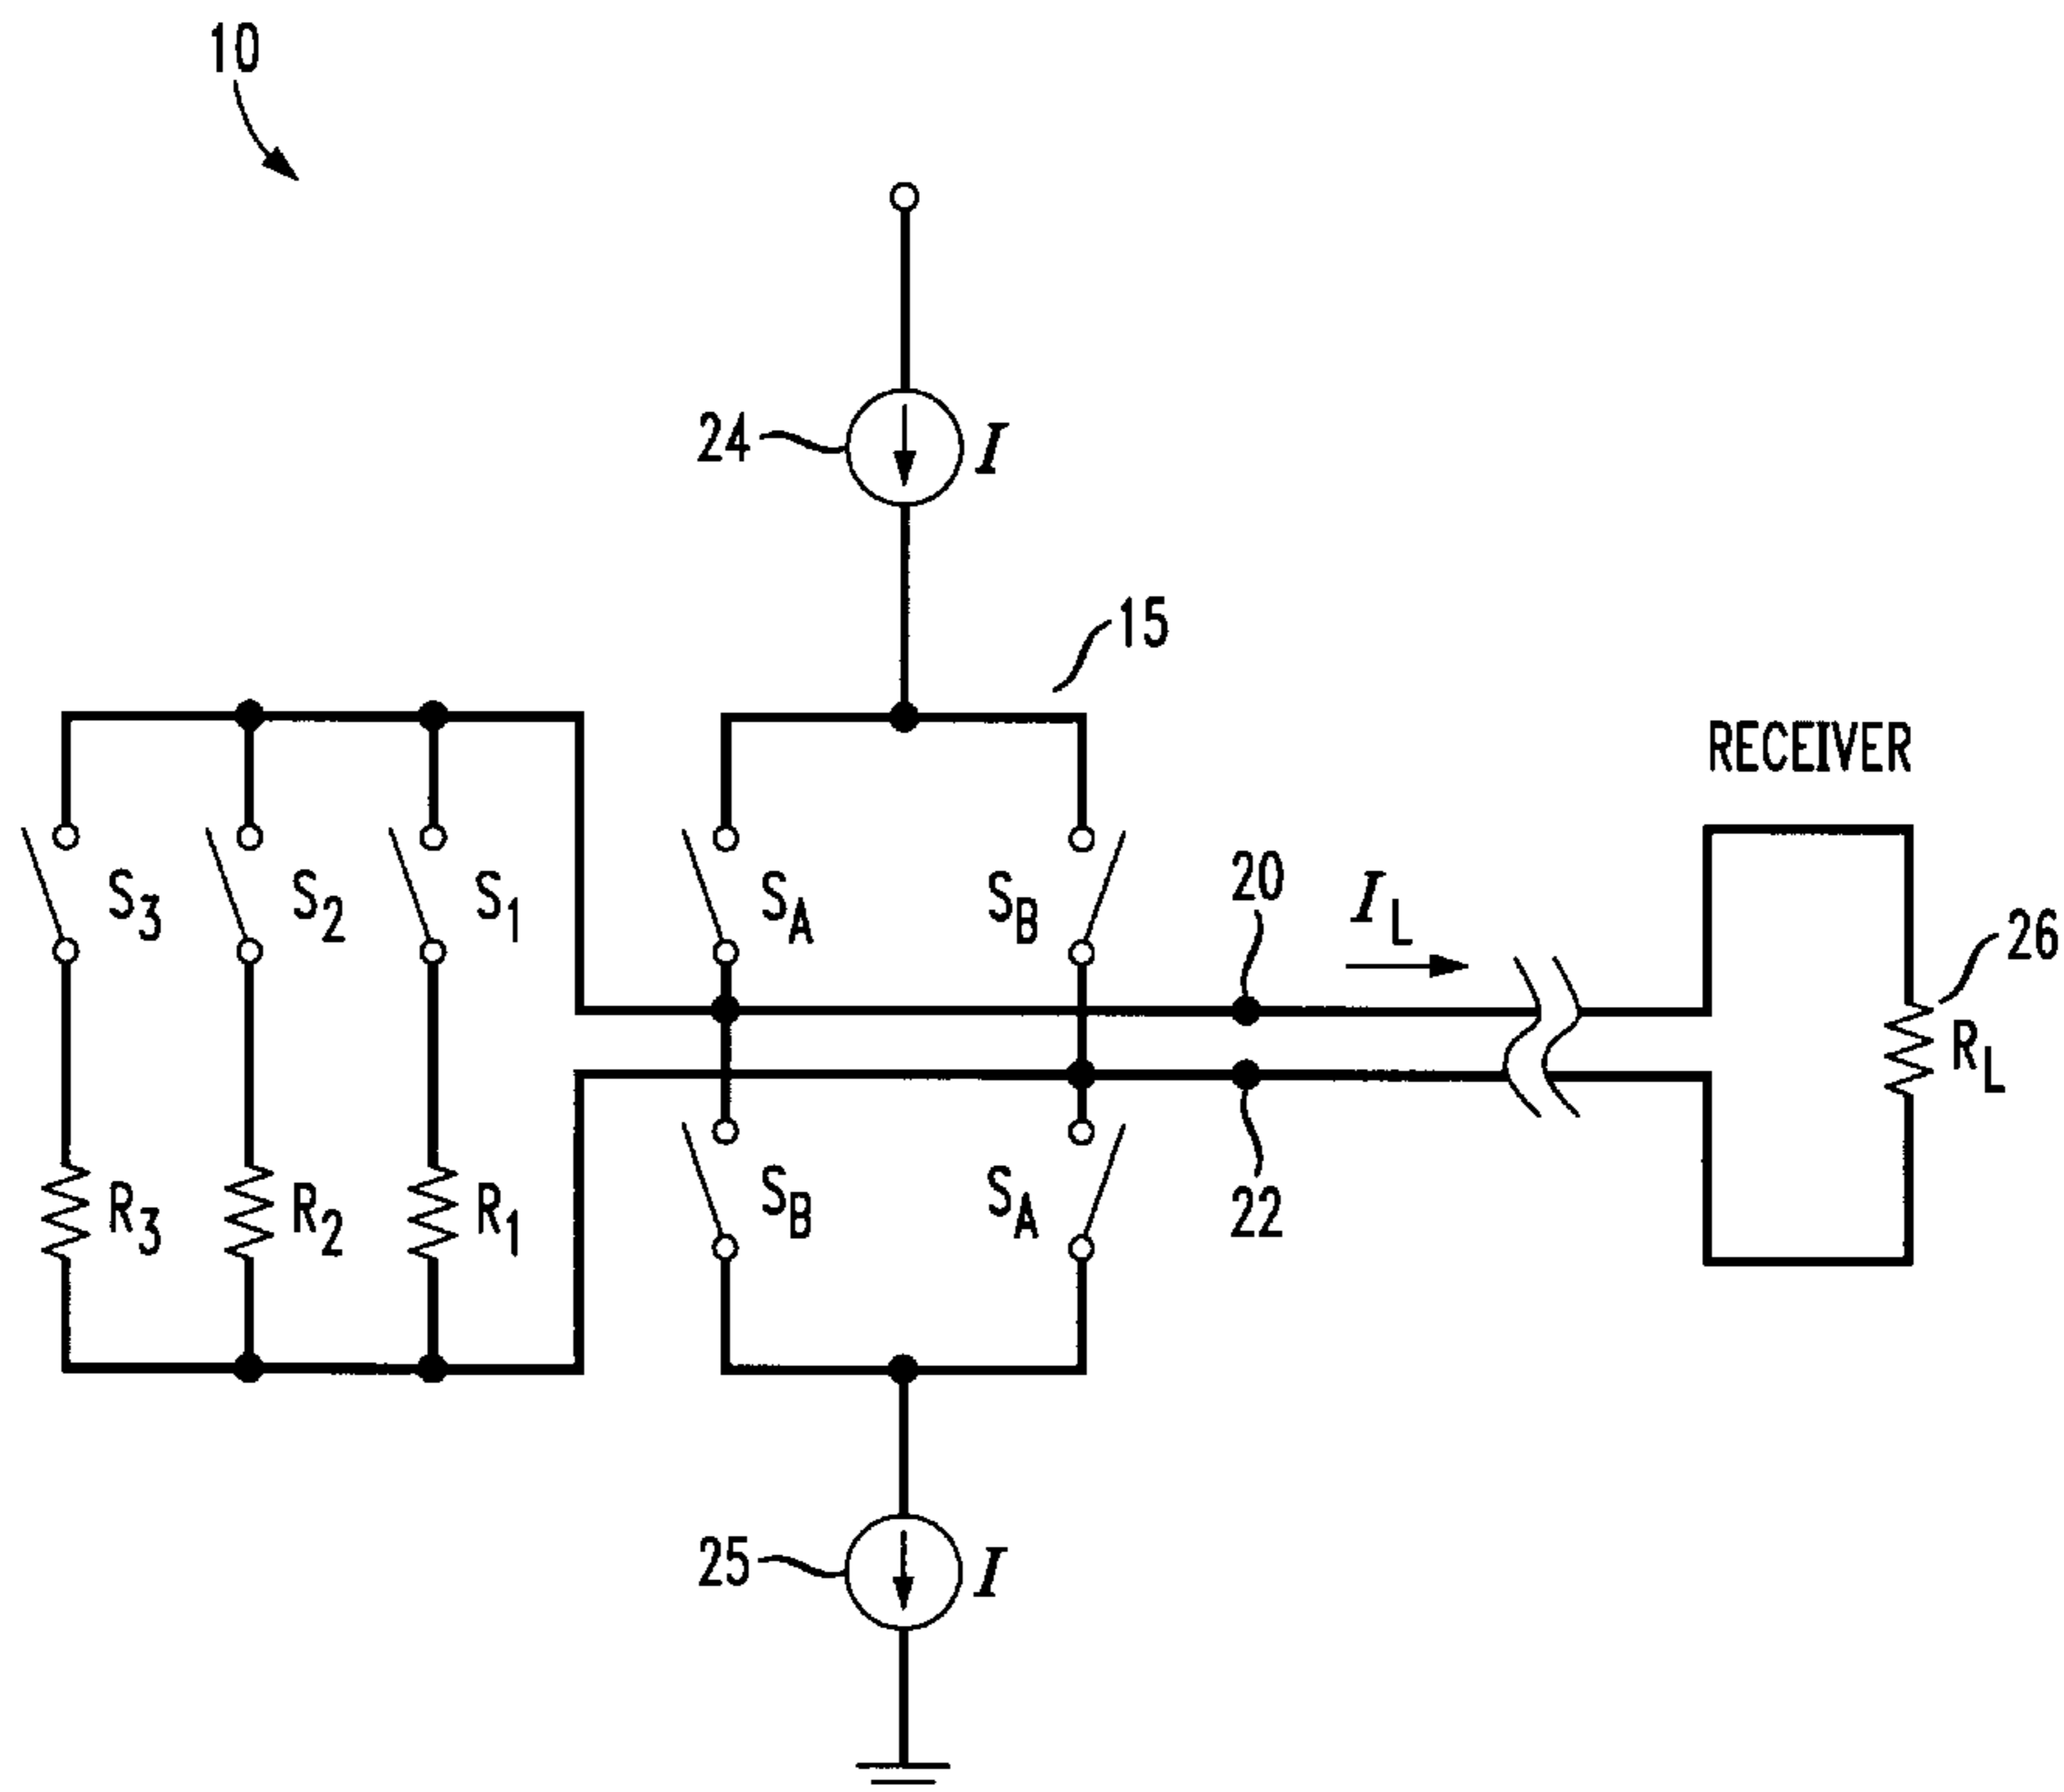 10
24 I
15
RECEIVER
S3 S2 S1 SA SB 20 IL 26
RL
R3 R2 R1 SB SA 22
25 I